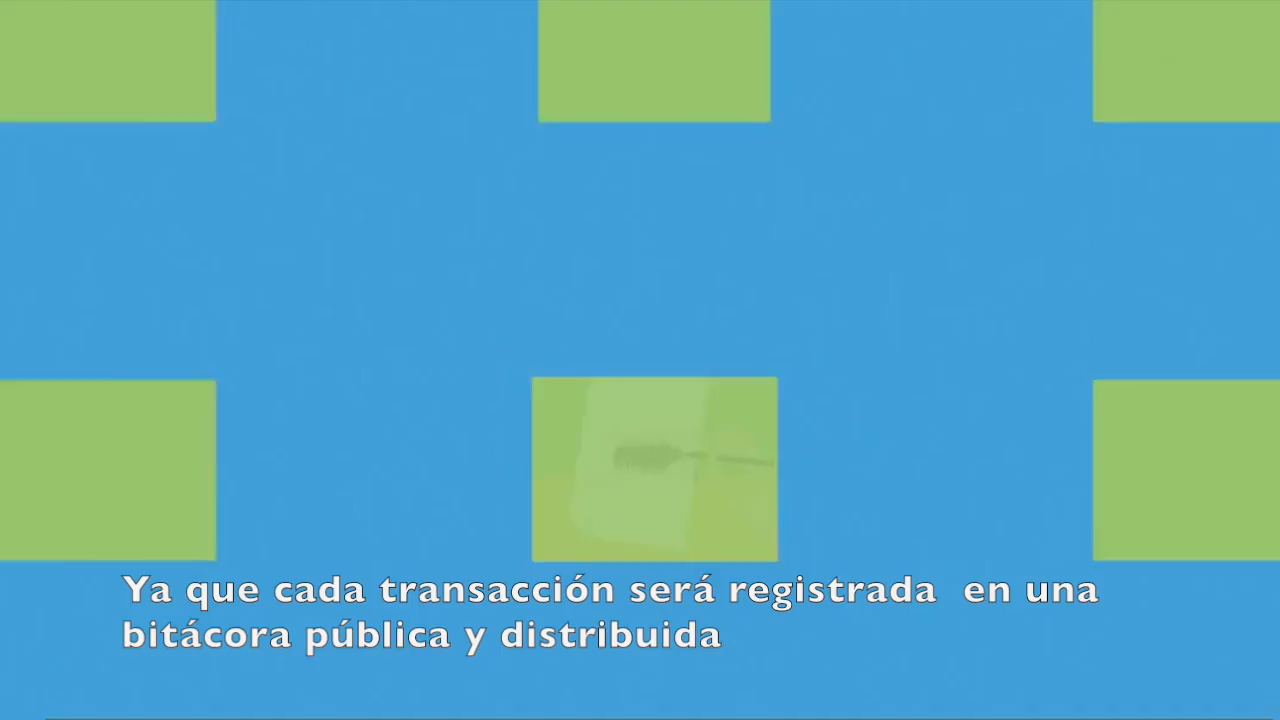 Ya que cada transacción será registrada  en una
bitácora pública y distribuida